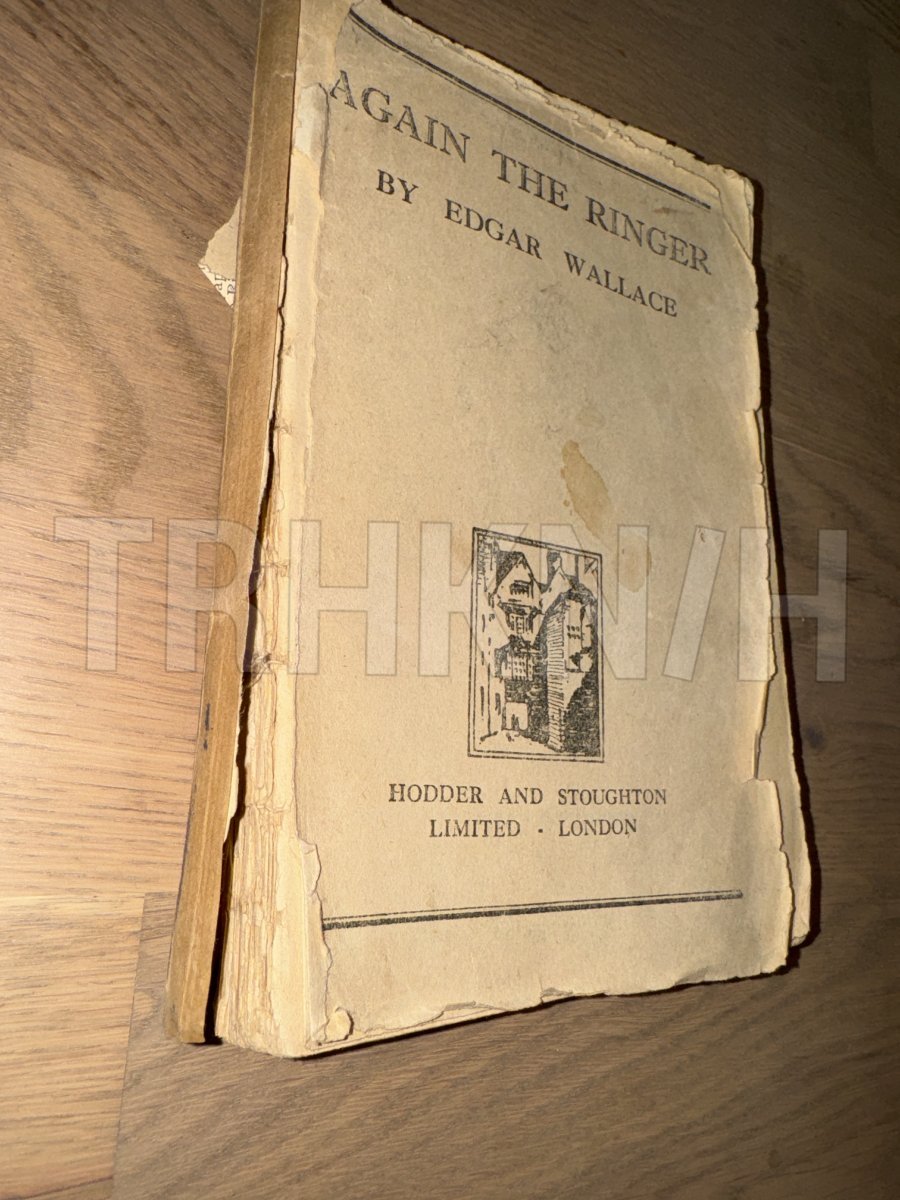 AGAIN THE RINGER
BY EDGAR WALLACE
HODDER AND STOUGHTON
LIMITED - LONDON
TRHKN/H